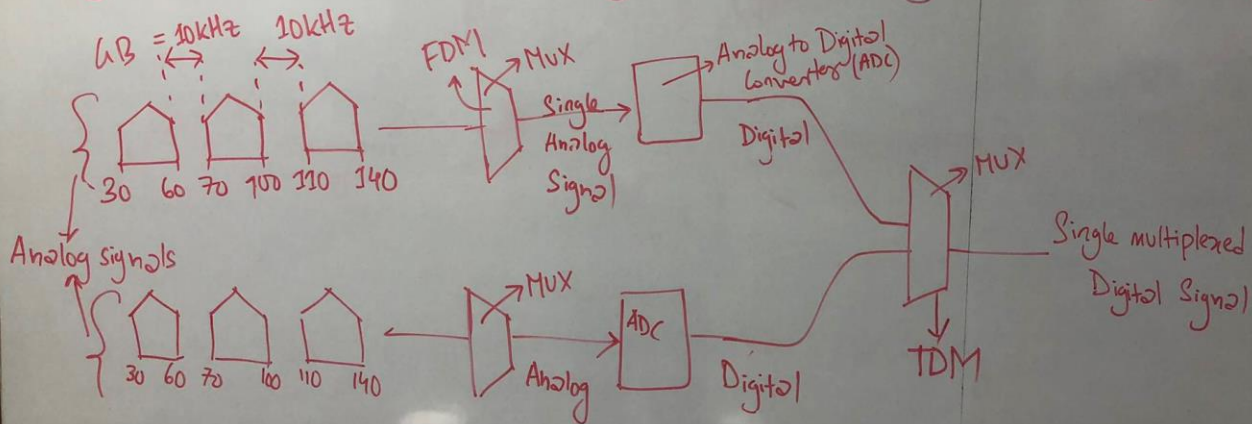 GB = 10kHz
10kHz
FDM
MUX
Analog to Digital
Converter (ADC)
Single
Analog
Signal
Digital
30 60 70 100 110 140
MUX
Analog signals
Single multiplexed
Digital Signal
MUX
ADC
30 60 70 100 110 140
Analog
Digital
TDM